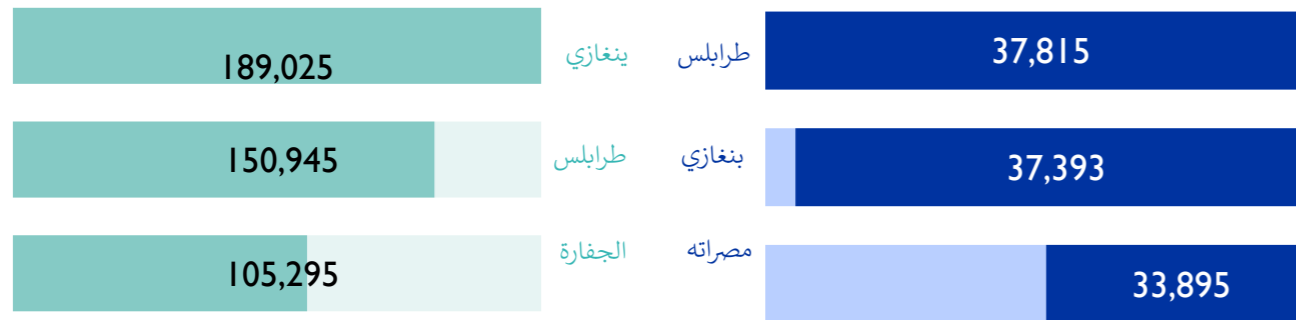 37,815 طرابلس
37,393 بنغازي
33,895 مصراته
ينغازي 189,025
طرابلس 150,945
الجفارة 105,295